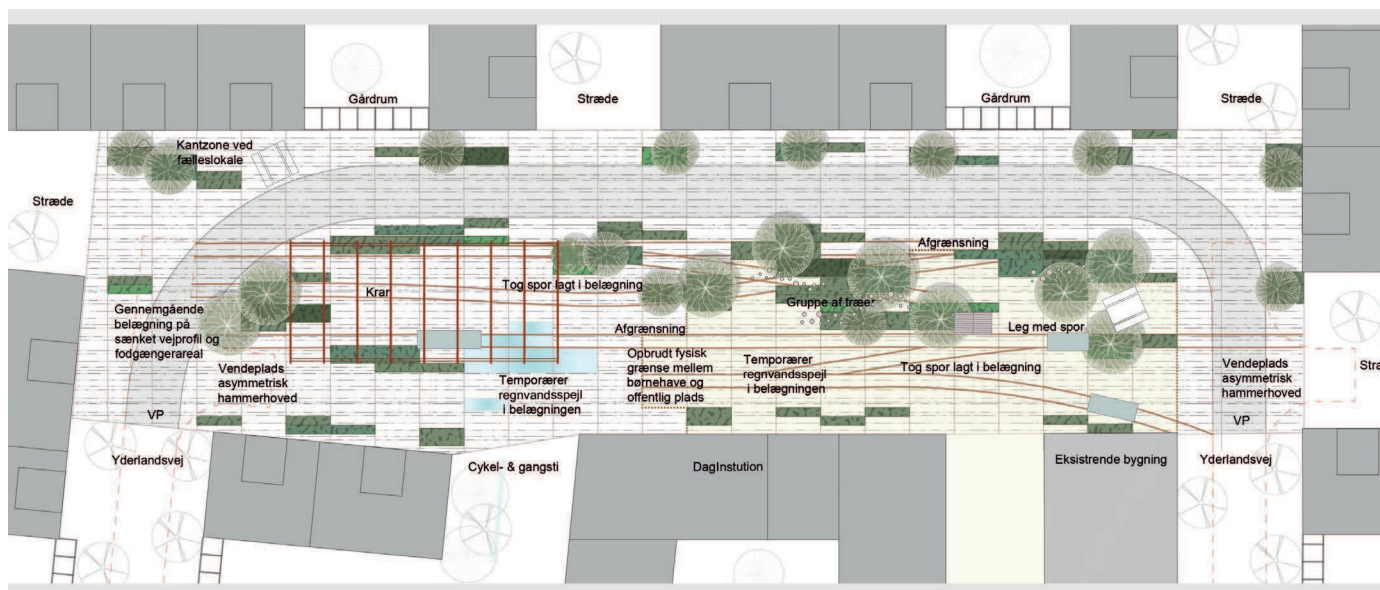 Gårdrum
Stræde
Gårdrum
Stræde
Kantzone ved
fælleslokale
Stræde
Afgrænsning
Krar
Tog spor lagt i belægning
Gruppe af træer
Gennemgående
belægning på
sænket vejprofil og
fodgængerareal
Afgrænsning
Leg med spor
Opbrudt fysisk
grænse mellem
børnehave og
offentlig plads
Temporærer
regnvandsspejl
i belægningen
Tog spor lagt i belægning
Vendeplads
asymmetrisk
hammerhoved
Temporærer
regnvandsspejl
i belægningen
Vendeplads
asymmetrisk
hammerhoved
Stræ
VP
VP
Yderlandsvej
Cykel- & gangsti
DagInstution
Eksistrende bygning
Yderlandsvej